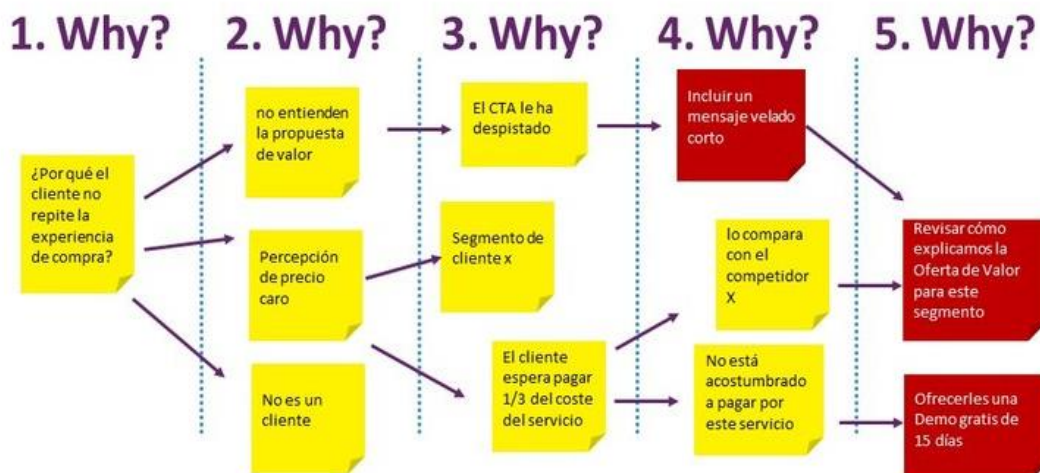 1. Why?
2. Why?
3. Why?
4. Why?
5. Why?
¿Por qué el
cliente no
repite la
experiencia
de compra?
no entienden
la propuesta
de valor
Percepción
de precio
caro
No es un
cliente
El CTA le ha
despistado
Segmento de
cliente x
El cliente
espera pagar
1/3 del coste
del servicio
Incluir un
mensaje velado
corto
lo compara
con el
competidor
X
No está
acostumbrado
a pagar por
este servicio
Revisar cómo
explicamos la
Oferta de Valor
para este
segmento
Ofrecerles una
Demo gratis de
15 días